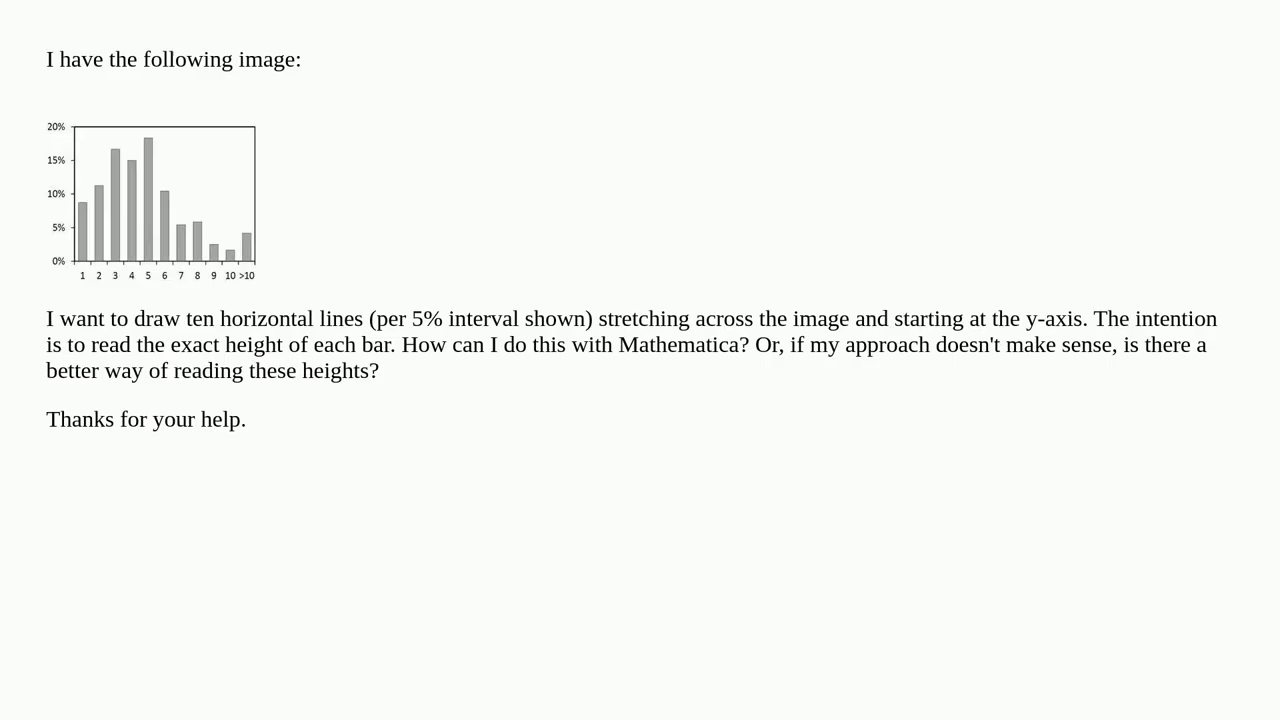 I have the following image:
20%
15%
10%
5%
0%
1 2 3 4 5 6 7 8 9 10 >10
I want to draw ten horizontal lines (per 5% interval shown) stretching across the image and starting at the y-axis. The intention
is to read the exact height of each bar. How can I do this with Mathematica? Or, if my approach doesn't make sense, is there a
better way of reading these heights?
Thanks for your help.